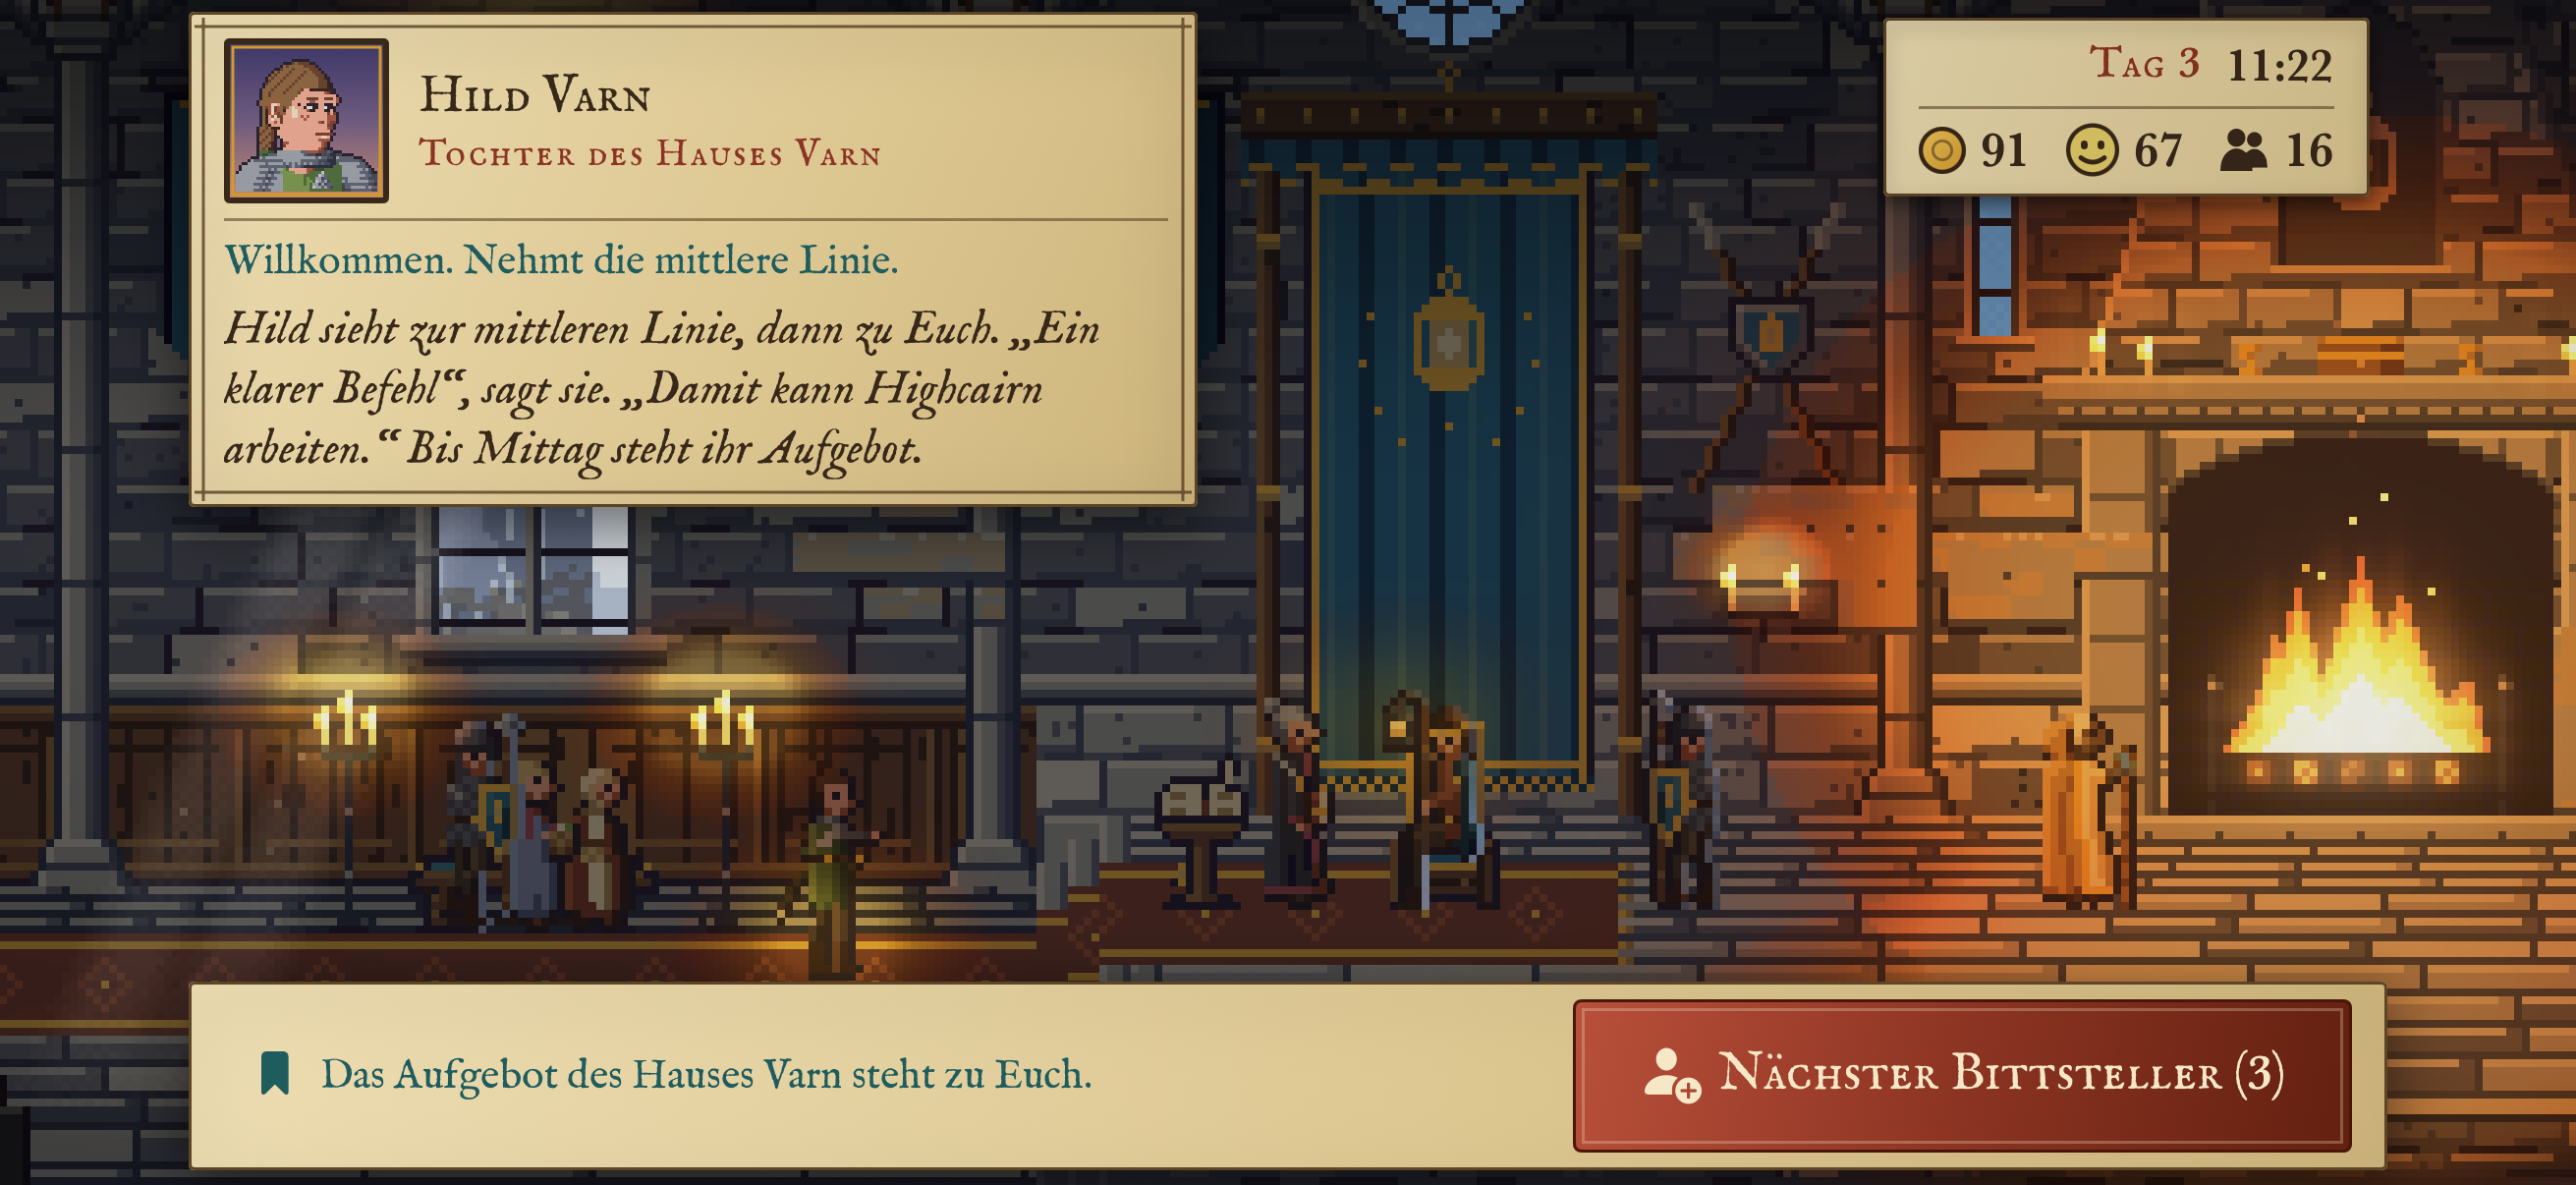 Hild Varn
Tochter des Hauses Varn
Willkommen. Nehmt die mittlere Linie.
Hild sieht zur mittleren Linie, dann zu Euch. „Ein
klarer Befehl“, sagt sie. „Damit kann Highcairn
arbeiten.“ Bis Mittag steht ihr Aufgebot.
Tag 3 11:22
91 67 16
Das Aufgebot des Hauses Varn steht zu Euch.
Nächster Bittsteller (3)